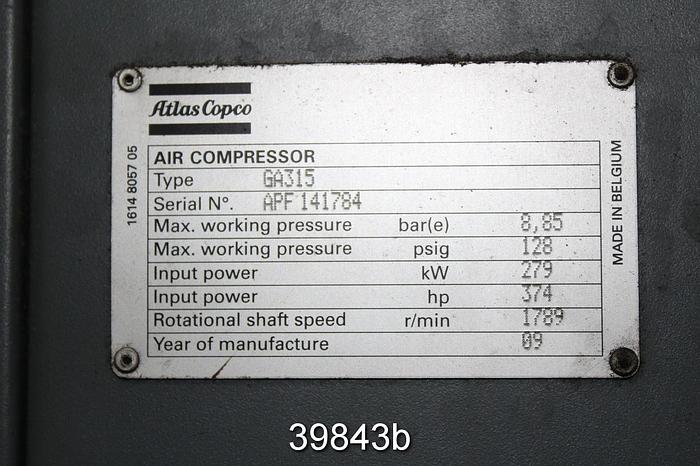 Atlas Copco
AIR COMPRESSOR
Type GA315
Serial N°. APF 141784
Max. working pressure bar(e) 8,85
Max. working pressure psig 128
Input power kW 279
Input power hp 374
Rotational shaft speed r/min 1789
Year of manufacture 09
1614 8057 05
MADE IN BELGIUM
39843b